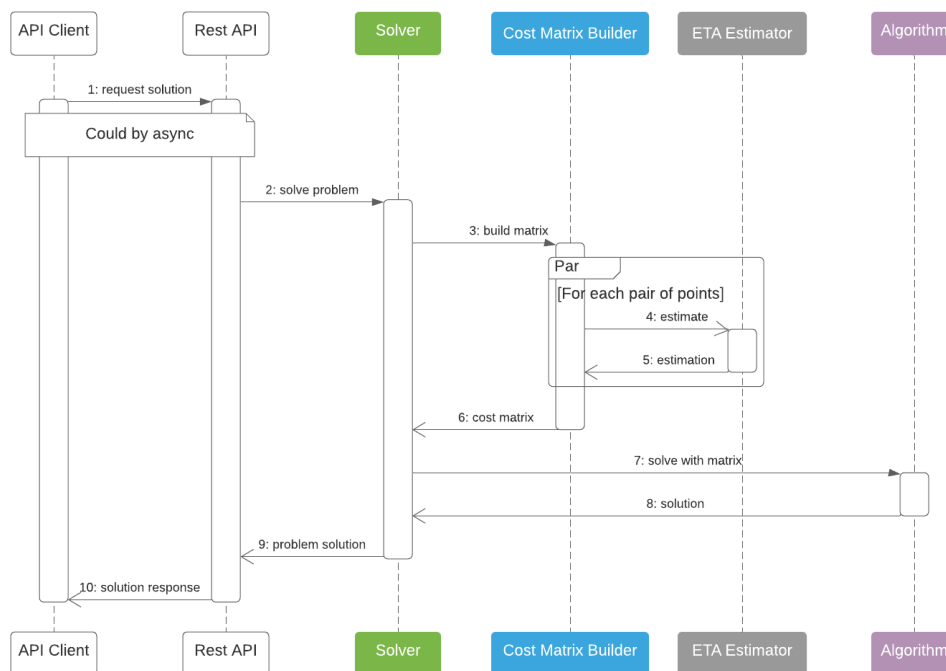 API Client
Rest API
Solver
Cost Matrix Builder
ETA Estimator
Algorithm
1: request solution
Could by async
2: solve problem
3: build matrix
Par
[For each pair of points]
4: estimate
5: estimation
6: cost matrix
7: solve with matrix
8: solution
9: problem solution
10: solution response
API Client
Rest API
Solver
Cost Matrix Builder
ETA Estimator
Algorithm